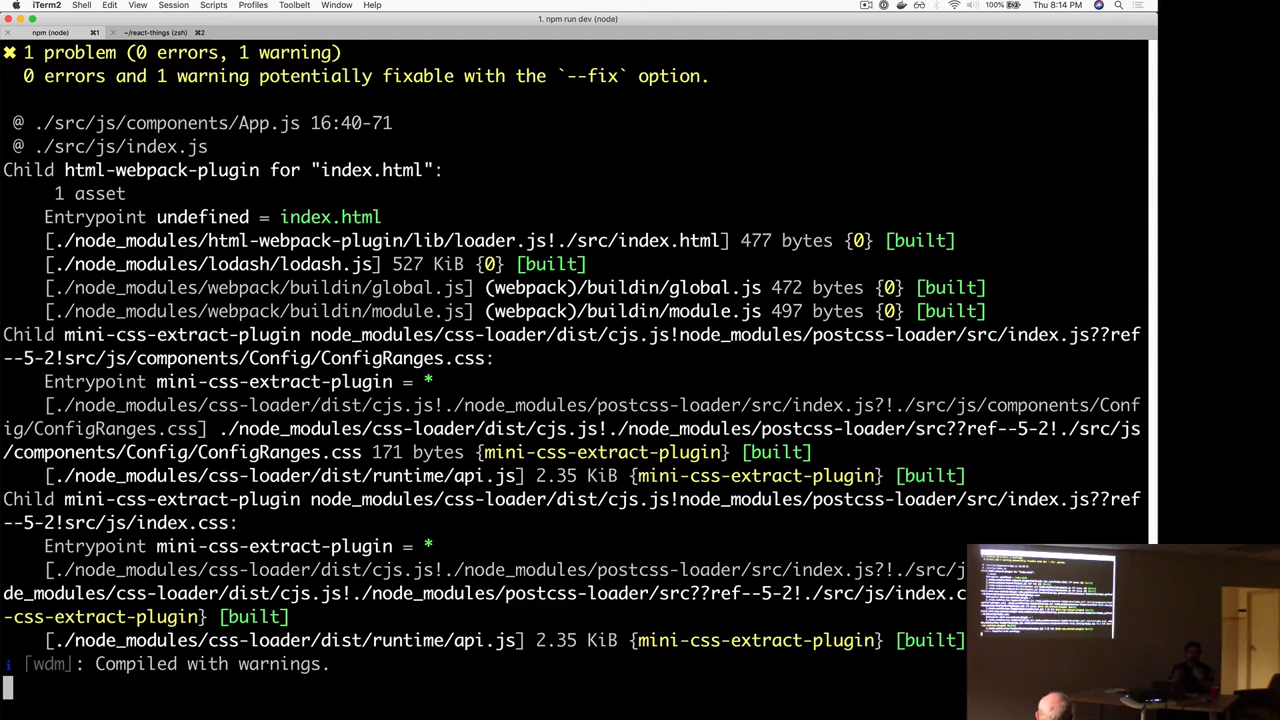 iTerm2 Shell Edit View Session Scripts Profiles Toolbelt Window Help 100% Thu 8:14 PM
1. npm run dev (node)
npm (node) ⌘1 ~/react-things (zsh) ⌘2
✖ 1 problem (0 errors, 1 warning)
0 errors and 1 warning potentially fixable with the `--fix` option.
@ ./src/js/components/App.js 16:40-71
@ ./src/js/index.js
Child html-webpack-plugin for "index.html":
1 asset
Entrypoint undefined = index.html
[./node_modules/html-webpack-plugin/lib/loader.js!./src/index.html] 477 bytes {0} [built]
[./node_modules/lodash/lodash.js] 527 KiB {0} [built]
[./node_modules/webpack/buildin/global.js] (webpack)/buildin/global.js 472 bytes {0} [built]
[./node_modules/webpack/buildin/module.js] (webpack)/buildin/module.js 497 bytes {0} [built]
Child mini-css-extract-plugin node_modules/css-loader/dist/cjs.js!node_modules/postcss-loader/src/index.js??ref
--5-2!src/js/components/Config/ConfigRanges.css:
Entrypoint mini-css-extract-plugin = *
[./node_modules/css-loader/dist/cjs.js!./node_modules/postcss-loader/src/index.js?!./src/js/components/Conf
ig/ConfigRanges.css] ./node_modules/css-loader/dist/cjs.js!./node_modules/postcss-loader/src??ref--5-2!./src/js
/components/Config/ConfigRanges.css 171 bytes {mini-css-extract-plugin} [built]
[./node_modules/css-loader/dist/runtime/api.js] 2.35 KiB {mini-css-extract-plugin} [built]
Child mini-css-extract-plugin node_modules/css-loader/dist/cjs.js!node_modules/postcss-loader/src/index.js??ref
--5-2!src/js/index.css:
Entrypoint mini-css-extract-plugin = *
[./node_modules/css-loader/dist/cjs.js!./node_modules/postcss-loader/src/index.js?!./src/j
de_modules/css-loader/dist/cjs.js!./node_modules/postcss-loader/src??ref--5-2!./src/js/index.c
-css-extract-plugin} [built]
[./node_modules/css-loader/dist/runtime/api.js] 2.35 KiB {mini-css-extract-plugin} [built]
i ｢wdm｣: Compiled with warnings.